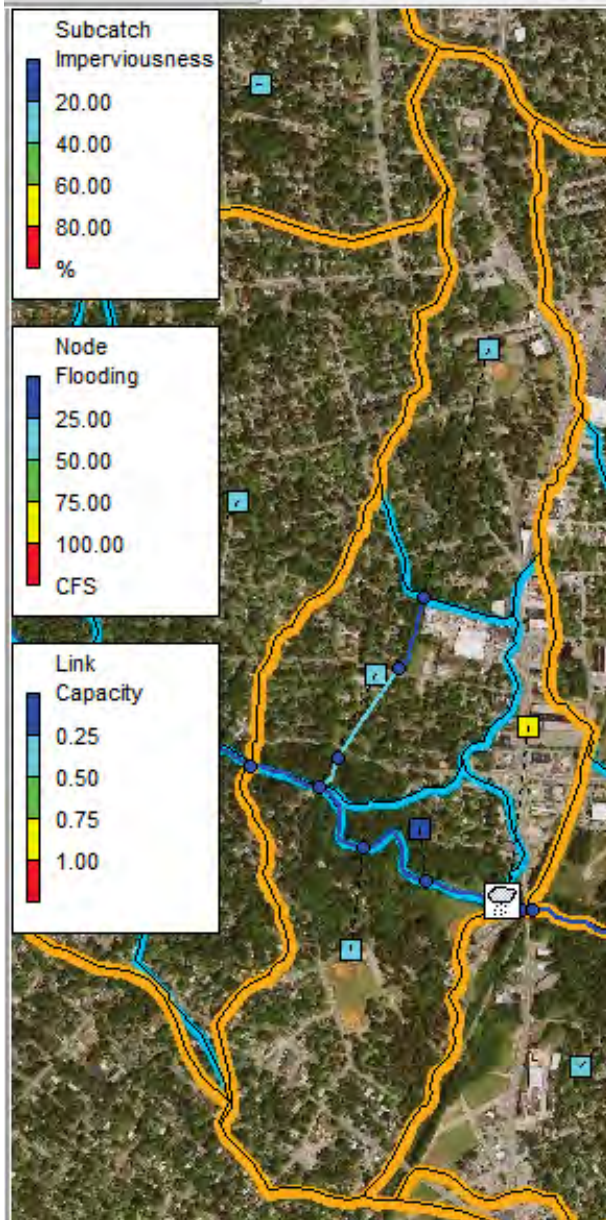 Subcatch
Imperviousness
20.00
40.00
60.00
80.00
%
Node
Flooding
25.00
50.00
75.00
100.00
CFS
Link
Capacity
0.25
0.50
0.75
1.00